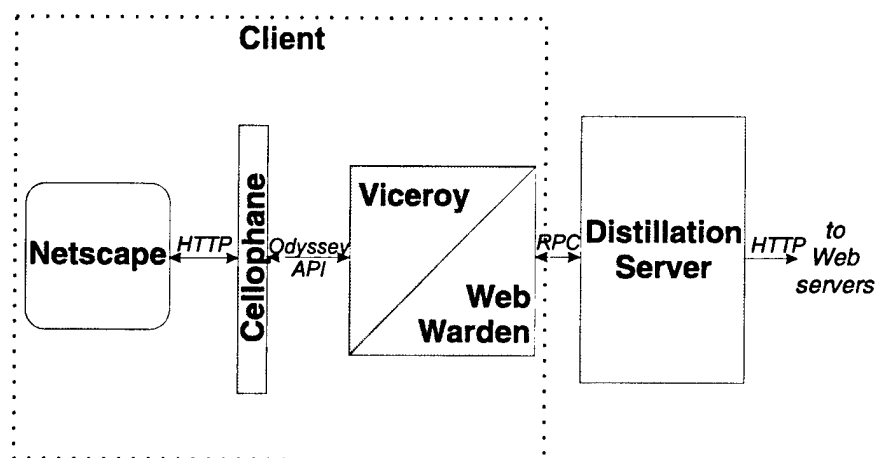 Client
Netscape
HTTP
Cellophane
Odyssey
API
Viceroy
Web
Warden
RPC
Distillation
Server
HTTP
to
Web
servers